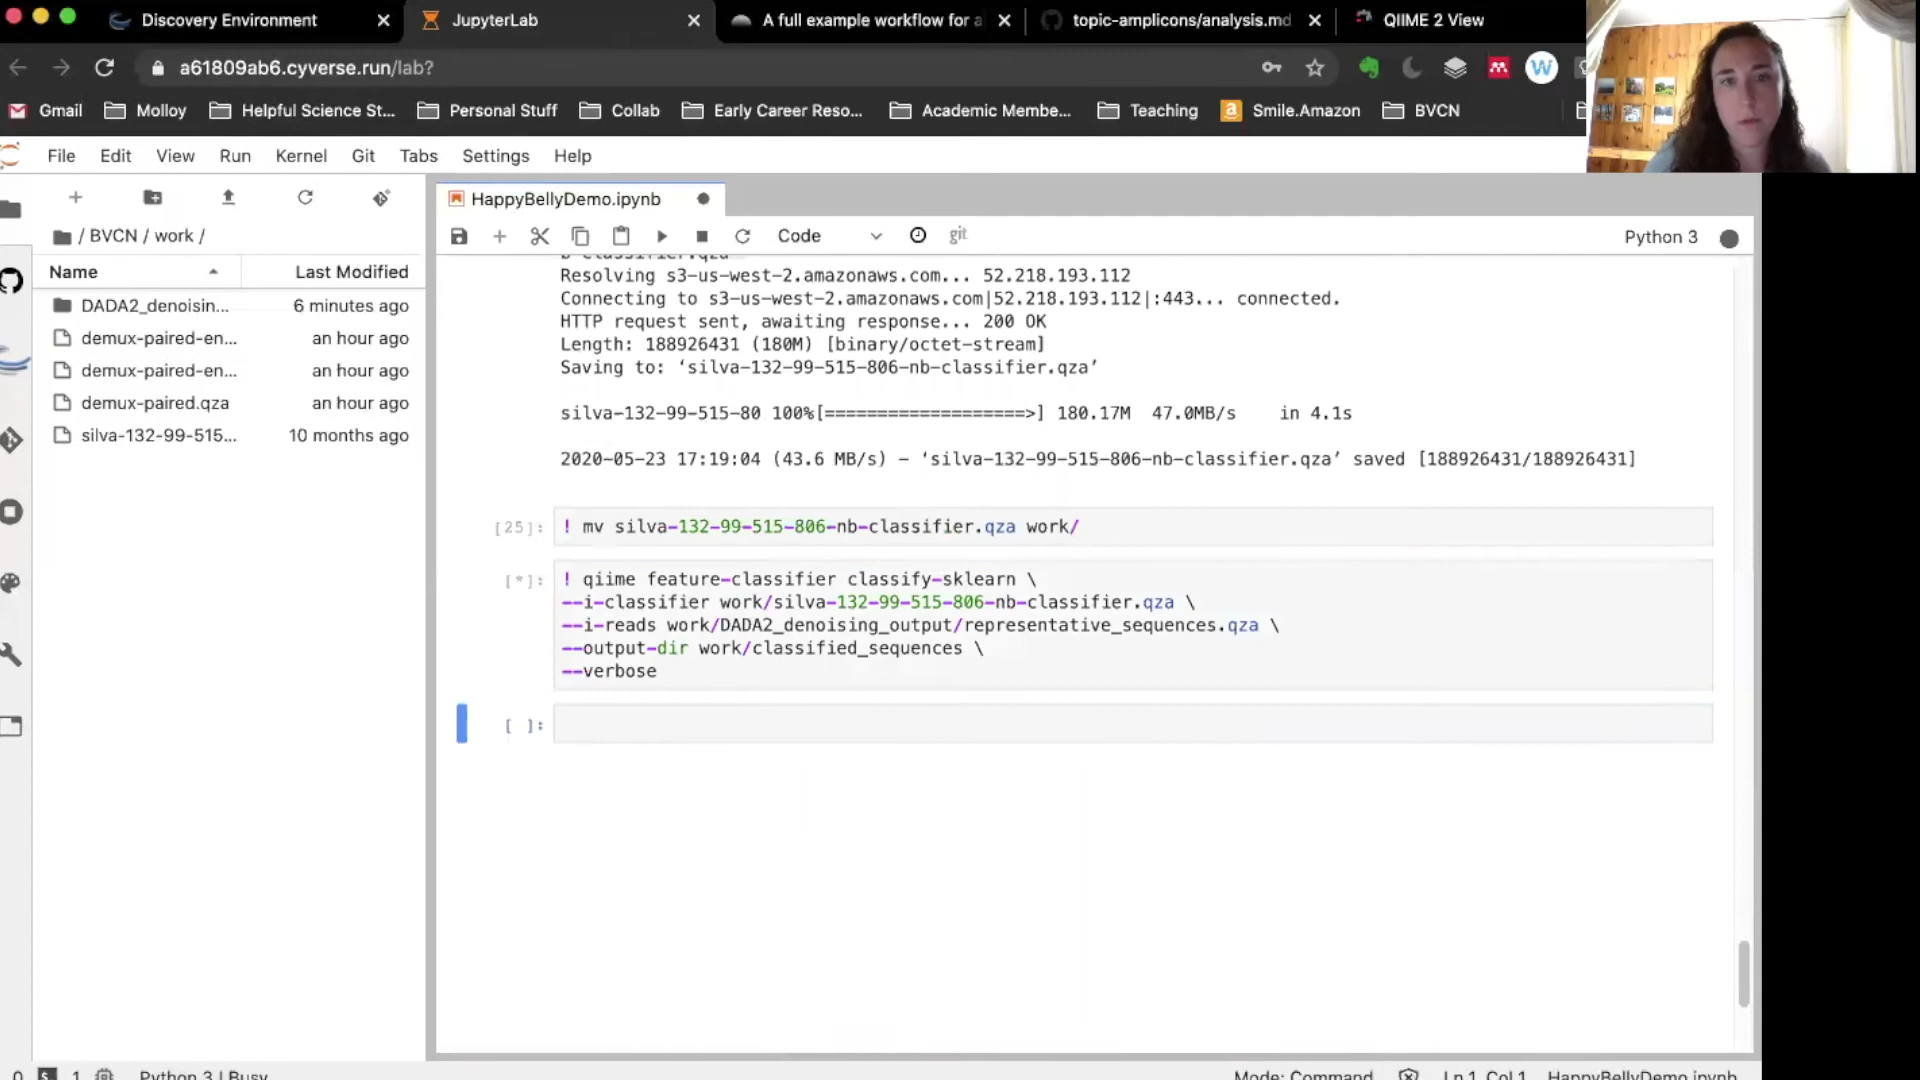 Discovery Environment
JupyterLab
A full example workflow for a
topic-amplicons/analysis.md
QIIME 2 View
a61809ab6.cyverse.run/lab?
W
Gmail
Molloy
Helpful Science St...
Personal Stuff
Collab
Early Career Reso...
Academic Membe...
Teaching
Smile.Amazon
BVCN
File Edit View Run Kernel Git Tabs Settings Help
/ BVCN / work /
Name Last Modified
DADA2_denoisin... 6 minutes ago
demux-paired-en... an hour ago
demux-paired-en... an hour ago
demux-paired.qza an hour ago
silva-132-99-515... 10 months ago
HappyBellyDemo.ipynb
Code git Python 3
b-classifier.qza
Resolving s3-us-west-2.amazonaws.com... 52.218.193.112
Connecting to s3-us-west-2.amazonaws.com|52.218.193.112|:443... connected.
HTTP request sent, awaiting response... 200 OK
Length: 188926431 (180M) [binary/octet-stream]
Saving to: ‘silva-132-99-515-806-nb-classifier.qza’
silva-132-99-515-80 100%[===================>] 180.17M 47.0MB/s in 4.1s
2020-05-23 17:19:04 (43.6 MB/s) - ‘silva-132-99-515-806-nb-classifier.qza’ saved [188926431/188926431]
[25]: ! mv silva-132-99-515-806-nb-classifier.qza work/
[*]: ! qiime feature-classifier classify-sklearn \
--i-classifier work/silva-132-99-515-806-nb-classifier.qza \
--i-reads work/DADA2_denoising_output/representative_sequences.qza \
--output-dir work/classified_sequences \
--verbose
[ ]:
0 1 Python 3 | Busy Mode: Command Ln 1, Col 1 HappyBellyDemo.ipynb